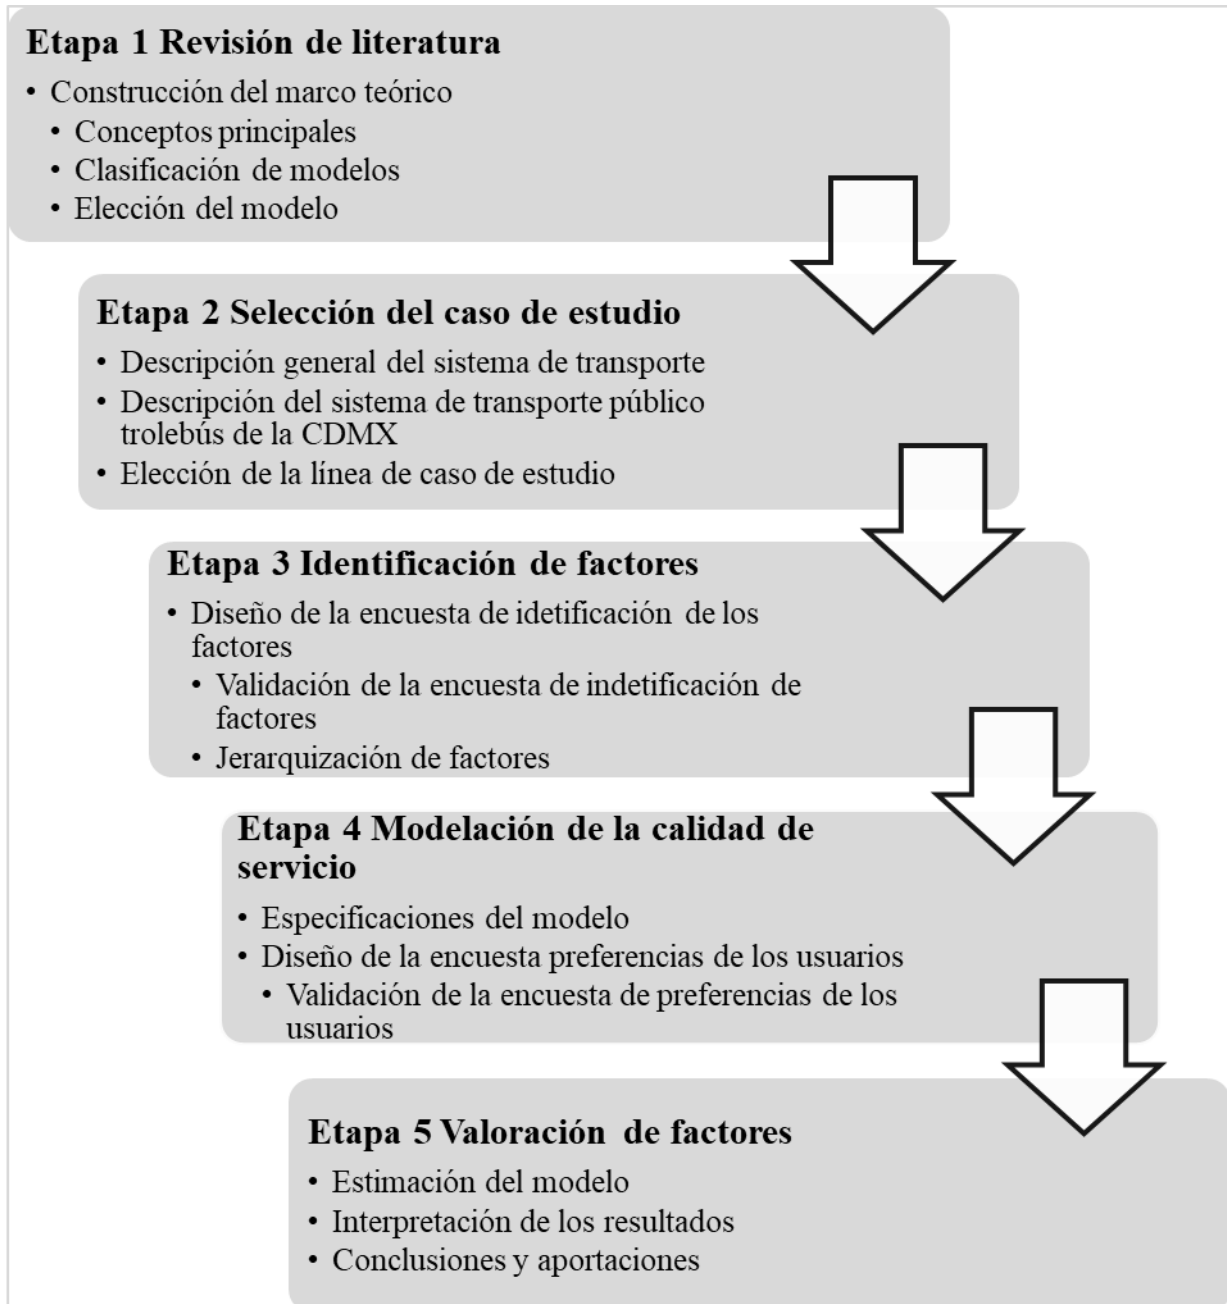 Etapa 1 Revisión de literatura
• Construcción del marco teórico
• Conceptos principales
• Clasificación de modelos
• Elección del modelo
Etapa 2 Selección del caso de estudio
• Descripción general del sistema de transporte
• Descripción del sistema de transporte público
trolebús de la CDMX
• Elección de la línea de caso de estudio
Etapa 3 Identificación de factores
• Diseño de la encuesta de idetificación de los
factores
• Validación de la encuesta de indetificación de
factores
• Jerarquización de factores
Etapa 4 Modelación de la calidad de
servicio
• Especificaciones del modelo
• Diseño de la encuesta preferencias de los usuarios
• Validación de la encuesta de preferencias de los
usuarios
Etapa 5 Valoración de factores
• Estimación del modelo
• Interpretación de los resultados
• Conclusiones y aportaciones